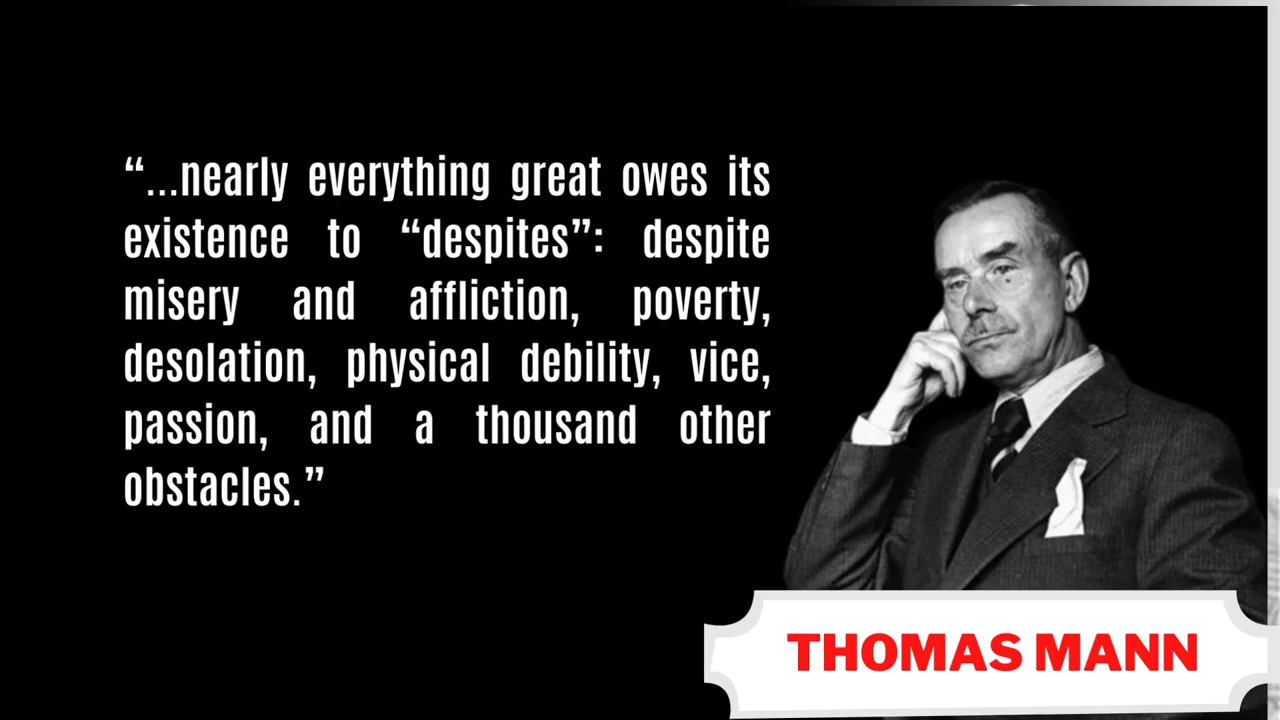 “...nearly everything great owes its
existence to “despites”: despite
misery and affliction, poverty,
desolation, physical debility, vice,
passion, and a thousand other
obstacles.”
THOMAS MANN